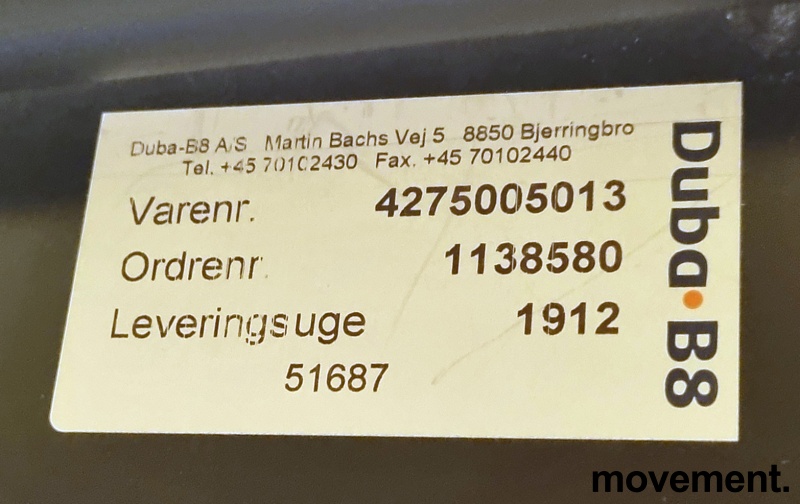 Duba-B8 A/S Martin Bachs Vej 5 8850 Bjerringbro
Tel. +45 70102430 Fax. +45 70102440
Varenr. 4275005013
Ordrenr. 1138580
Leveringsuge 1912
51687
Duba·B8
movement.